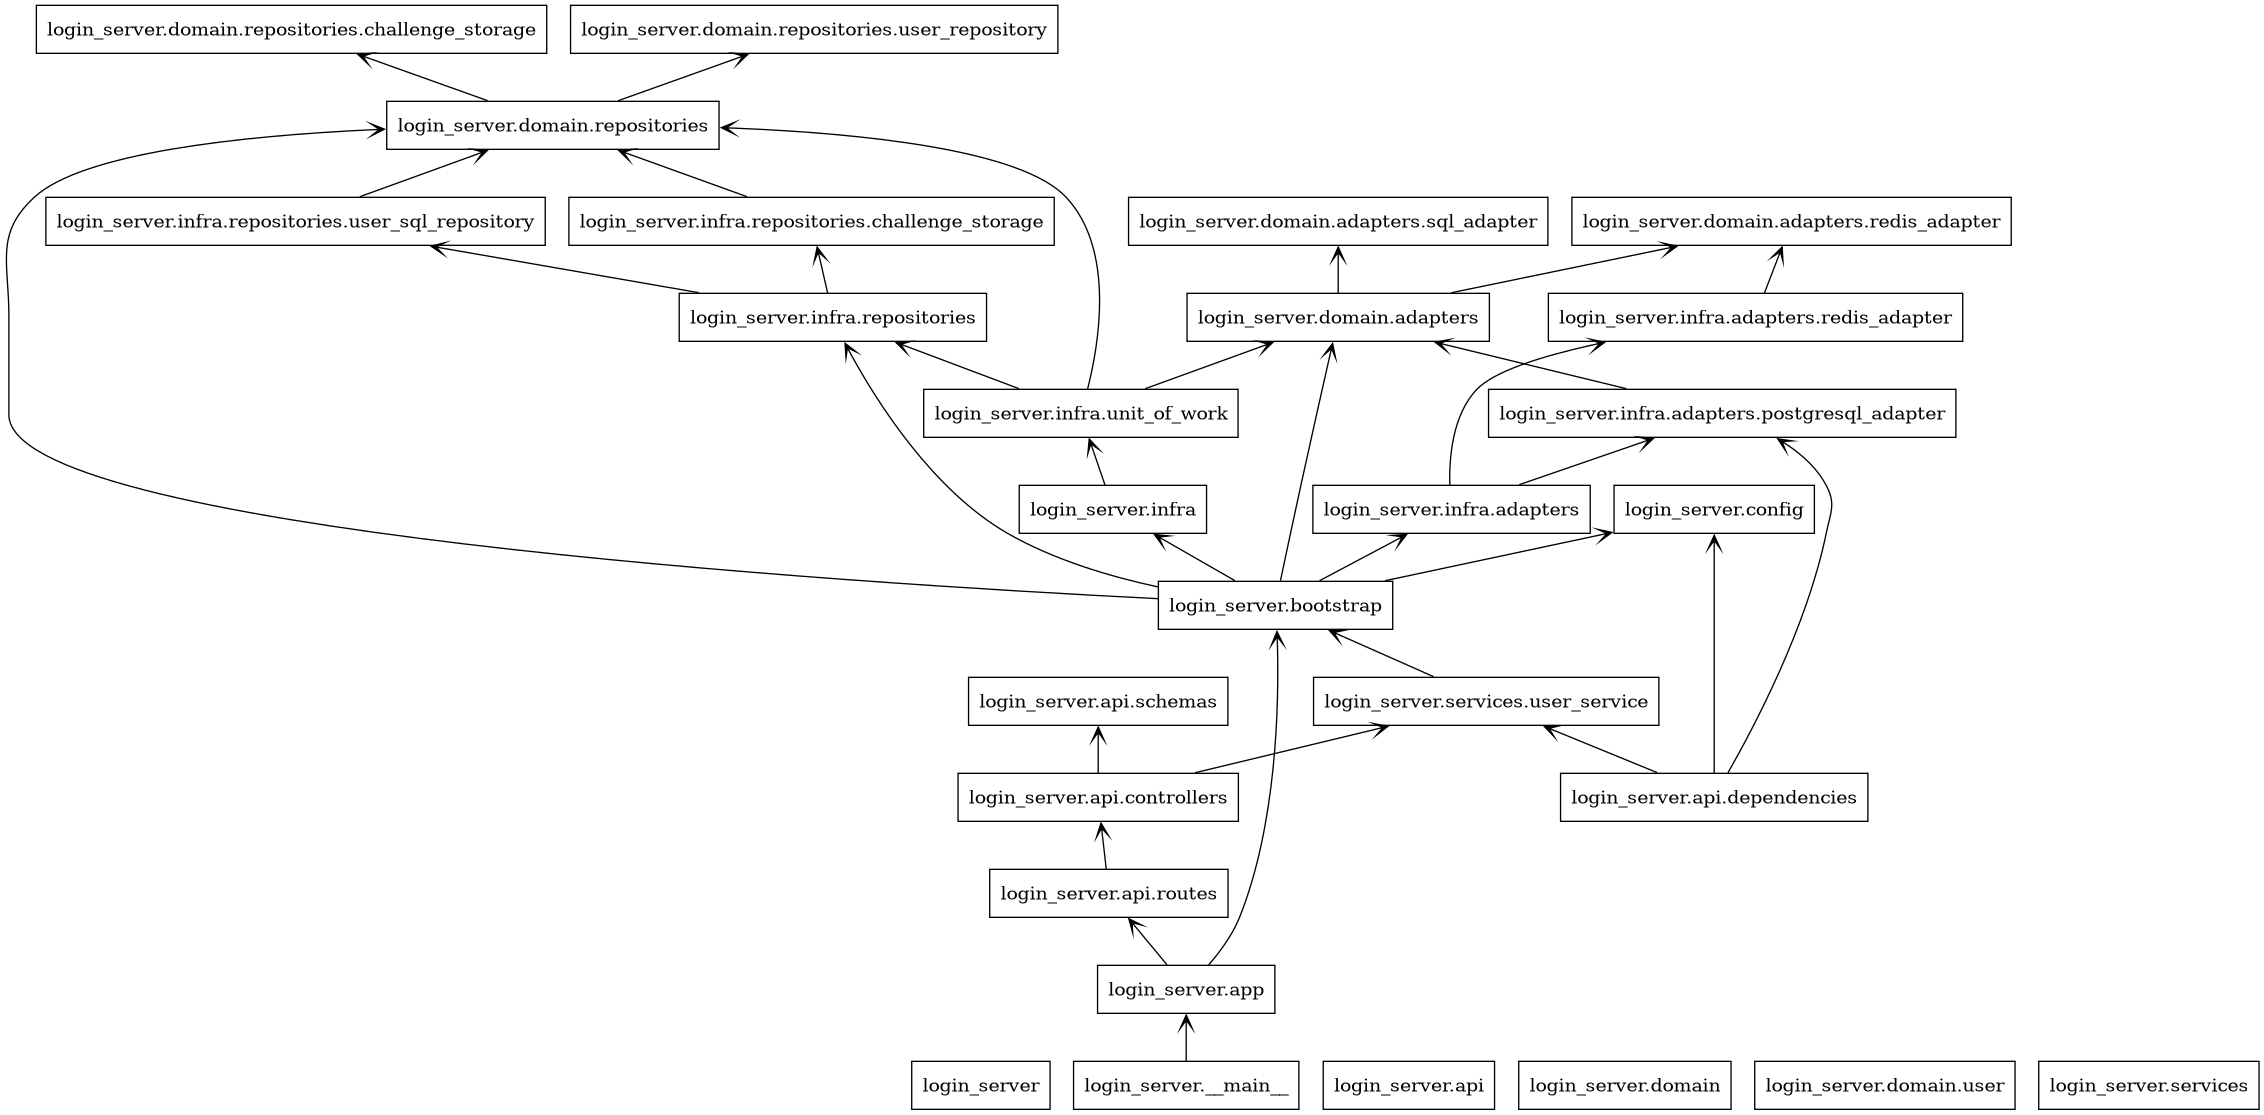 login_server.domain.repositories.challenge_storage
login_server.domain.repositories.user_repository
login_server.domain.repositories
login_server.infra.repositories.user_sql_repository
login_server.infra.repositories.challenge_storage
login_server.domain.adapters.sql_adapter
login_server.domain.adapters.redis_adapter
login_server.infra.repositories
login_server.domain.adapters
login_server.infra.adapters.redis_adapter
login_server.infra.unit_of_work
login_server.infra.adapters.postgresql_adapter
login_server.infra
login_server.infra.adapters
login_server.config
login_server.bootstrap
login_server.api.schemas
login_server.services.user_service
login_server.api.controllers
login_server.api.dependencies
login_server.api.routes
login_server.app
login_server
login_server.__main__
login_server.api
login_server.domain
login_server.domain.user
login_server.services